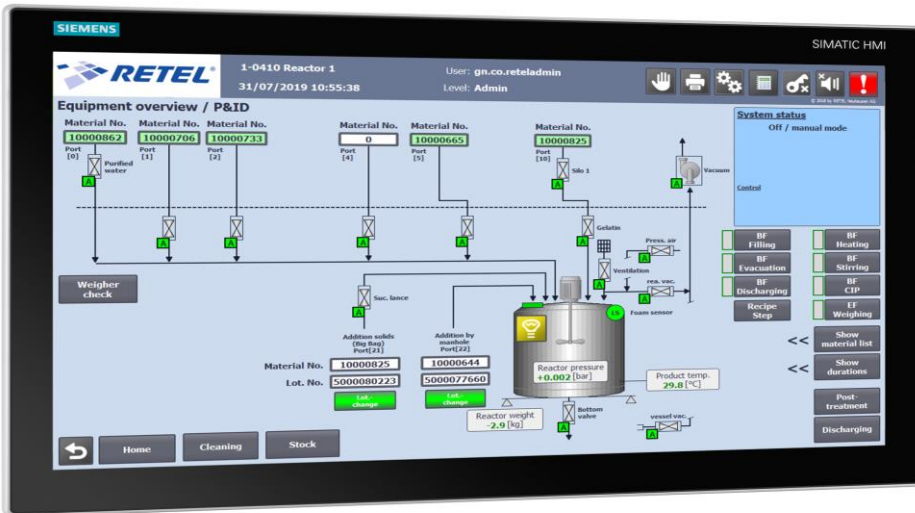 SIEMENS
SIMATIC HMI
RETEL
1-0410 Reactor 1
31/07/2019 10:55:38
User: gn.co.reteladmin
Level: Admin
Equipment overview / P&ID
Material No.
10000862
Port
[0]
Purified
water
A
Material No.
10000706
Port
[1]
A
Material No.
10000733
Port
[2]
A
Material No.
0
Port
[4]
A
Material No.
10000665
Port
[5]
A
Material No.
10000825
Port
[10]
Silo 1
A
Gelatin
A
Vacuum
A
System status
Off / manual mode
Control
BF
Filling
BF
Heating
BF
Evacuation
BF
Stirring
BF
Discharging
BF
CIP
Recipe
Step
EF
Weighing
<<
Show
material list
<<
Show
durations
Post-
treatment
Discharging
Weigher
check
Suc. lance
A
Press. air
A
Ventilation
A
rea. vac.
A
Foam sensor
LS
Addition solids
(Big Bag)
Port[21]
Addition by
manhole
Port[22]
Material No.
10000825
10000644
Lot. No.
5000080223
5000077660
Lot.-
change
Lot.-
change
Reactor pressure
+0.002 [bar]
Product temp.
29.8 [°C]
Reactor weight
-2.9 [kg]
Bottom
valve
A
vessel vac.
A
Home
Cleaning
Stock